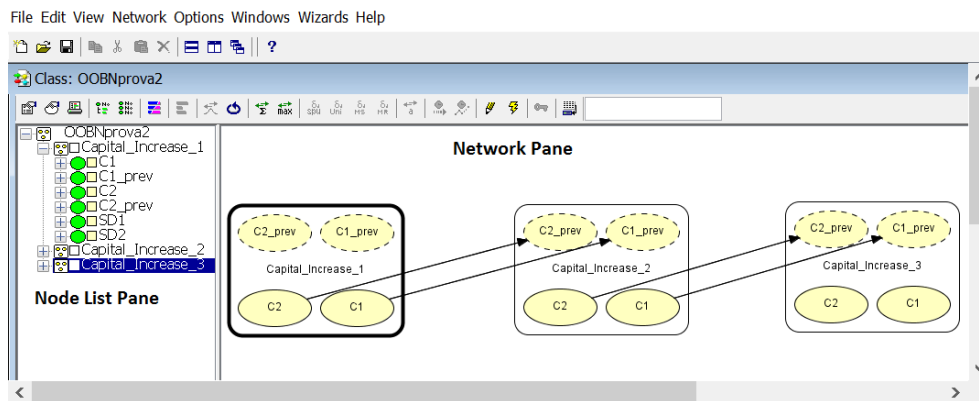 File Edit View Network Options Windows Wizards Help
?
Class: OOBNprova2
Σ max Uni
OOBNprova2
Capital_Increase_1
C1
C1_prev
C2
C2_prev
SD1
SD2
Capital_Increase_2
Capital_Increase_3
Node List Pane
Network Pane
C2_prev C1_prev
Capital_Increase_1
C2 C1
C2_prev C1_prev
Capital_Increase_2
C2 C1
C2_prev C1_prev
Capital_Increase_3
C2 C1